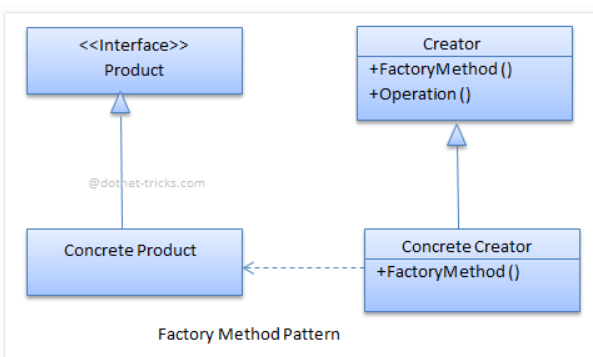 <<Interface>>
Product
Creator
+FactoryMethod ()
+Operation ()
@dotnet-tricks.com
Concrete Product
Concrete Creator
+FactoryMethod ()
Factory Method Pattern